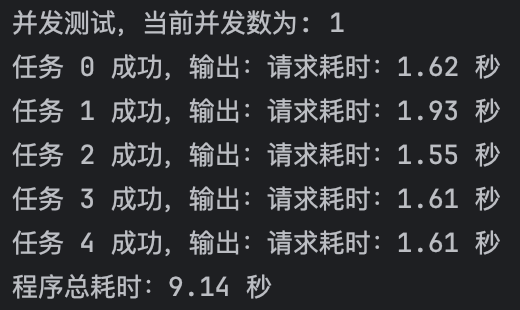 并发测试，当前并发数为: 1
任务 0 成功，输出：请求耗时：1.62 秒
任务 1 成功，输出：请求耗时：1.93 秒
任务 2 成功，输出：请求耗时：1.55 秒
任务 3 成功，输出：请求耗时：1.61 秒
任务 4 成功，输出：请求耗时：1.61 秒
程序总耗时：9.14 秒